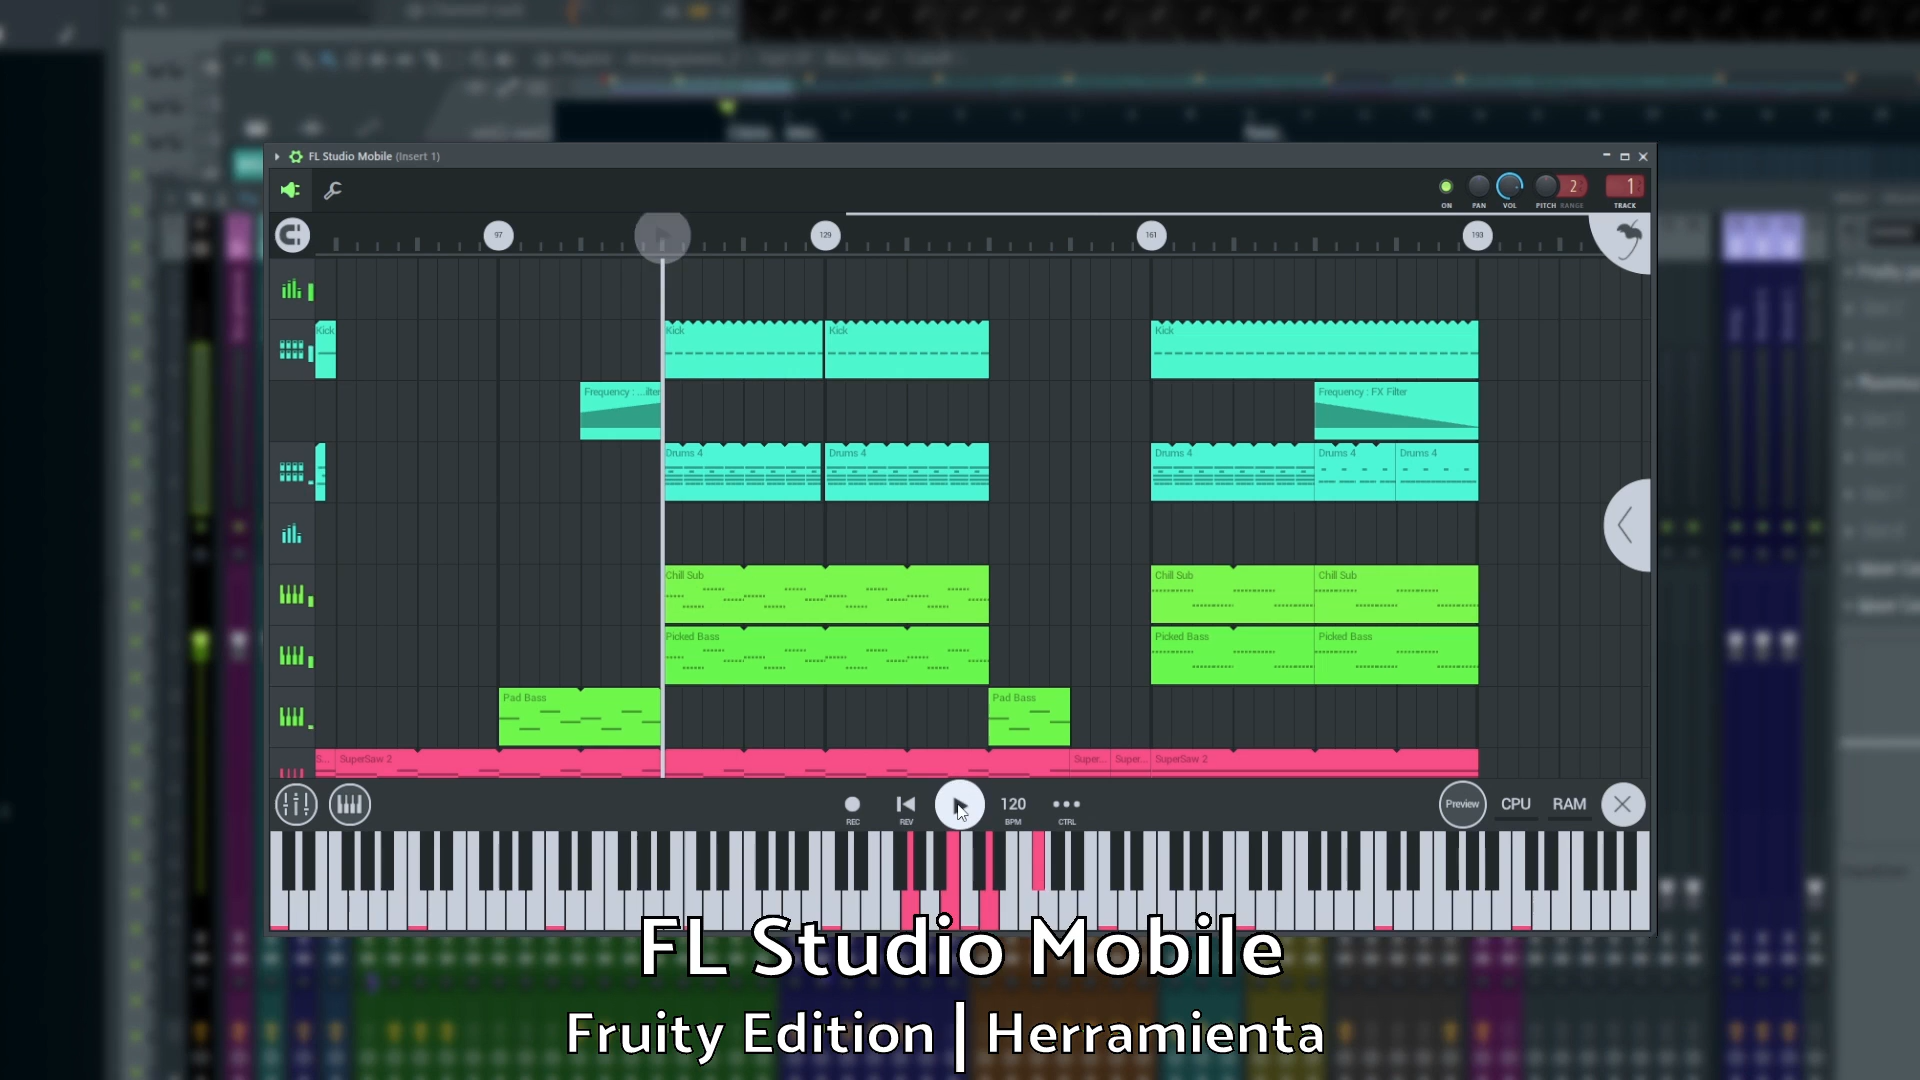 FL Studio Mobile (Insert 1)
2
1
ON PAN VOL PITCH RANGE TRACK
97 129 161 193
Kick Kick Kick Kick
Frequency : ...ilter Frequency : FX Filter
Drums 4 Drums 4 Drums 4 Drums 4 Drums 4
Chill Sub Chill Sub Chill Sub
Picked Bass Picked Bass Picked Bass
Pad Bass Pad Bass
S... SuperSaw 2 Super... Super... SuperSaw 2
120 Preview CPU RAM
REC REV BPM CTRL
FL Studio Mobile
Fruity Edition | Herramienta